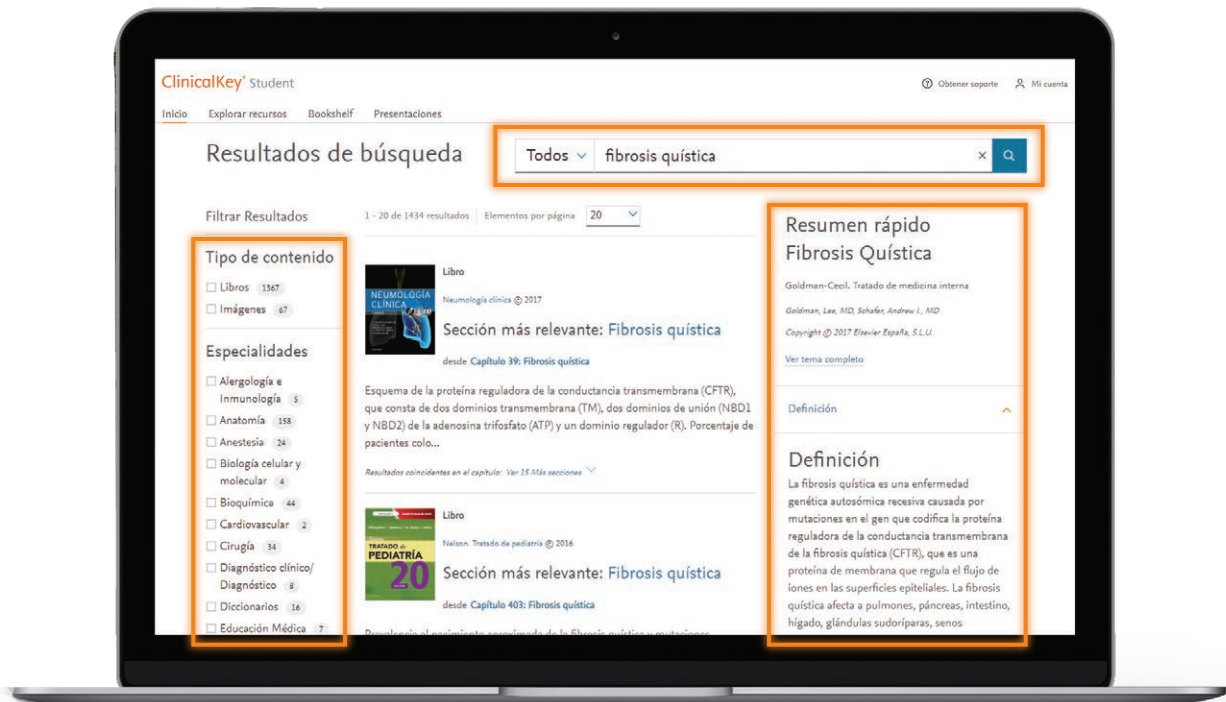 ClinicalKey® Student
Obtener soporte
Mi cuenta
Inicio
Explorar recursos
Bookshelf
Presentaciones
Resultados de búsqueda
Todos
fibrosis quística
Filtrar Resultados
1 - 20 de 1434 resultados
Elementos por página
20
Tipo de contenido
Libros 1367
Imágenes 67
Especialidades
Alergología e
Inmunología 5
Anatomía 158
Anestesia 24
Biología celular y
molecular 4
Bioquímica 44
Cardiovascular 2
Cirugía 34
Diagnóstico clínico/
Diagnóstico 8
Diccionarios 16
Educación Médica 7
NEUMOLOGÍA
CLÍNICA
Libro
Neumología clínica © 2017
Sección más relevante: Fibrosis quística
desde Capítulo 39: Fibrosis quística
Esquema de la proteína reguladora de la conductancia transmembrana (CFTR),
que consta de dos dominios transmembrana (TM), dos dominios de unión (NBD1
y NBD2) de la adenosina trifosfato (ATP) y un dominio regulador (R). Porcentaje de
pacientes colo...
Resultados coincidentes en el capítulo: Ver 15 Más secciones
TRATADO de
PEDIATRÍA
20
Libro
Nelson. Tratado de pediatría © 2016
Sección más relevante: Fibrosis quística
desde Capítulo 403: Fibrosis quística
Prevalencia al nacimiento aproximada de la fibrosis quística y mutaciones
Resumen rápido
Fibrosis Quística
Goldman-Cecil. Tratado de medicina interna
Goldman, Lee, MD, Schafer, Andrew I., MD
Copyright © 2017 Elsevier España, S.L.U.
Ver tema completo
Definición
Definición
La fibrosis quística es una enfermedad
genética autosómica recesiva causada por
mutaciones en el gen que codifica la proteína
reguladora de la conductancia transmembrana
de la fibrosis quística (CFTR), que es una
proteína de membrana que regula el flujo de
iones en las superficies epiteliales. La fibrosis
quística afecta a pulmones, páncreas, intestino,
hígado, glándulas sudoríparas, senos